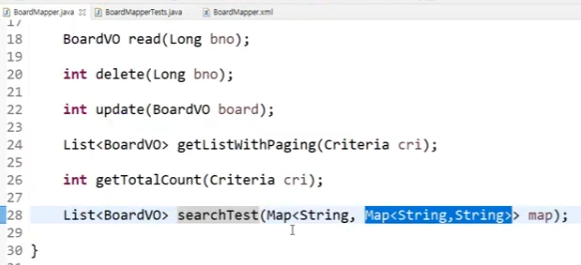 BoardMapper.java BoardMapperTests.java BoardMapper.xml
17
18 BoardVO read(Long bno);
19
20 int delete(Long bno);
21
22 int update(BoardVO board);
23
24 List<BoardVO> getListWithPaging(Criteria cri);
25
26 int getTotalCount(Criteria cri);
27
28 List<BoardVO> searchTest(Map<String, Map<String,String>> map);
29
30 }